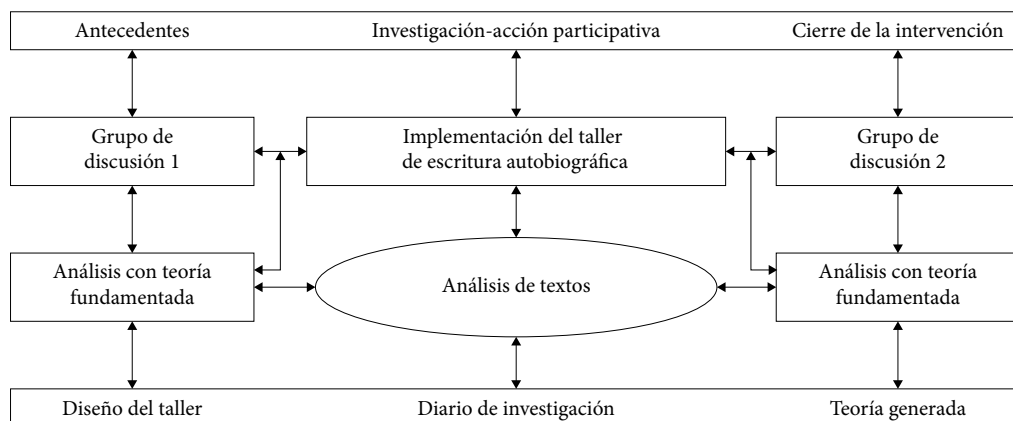 Antecedentes
Investigación-acción participativa
Cierre de la intervención
Grupo de
discusión 1
Implementación del taller
de escritura autobiográfica
Grupo de
discusión 2
Análisis con teoría
fundamentada
Análisis de textos
Análisis con teoría
fundamentada
Diseño del taller
Diario de investigación
Teoría generada